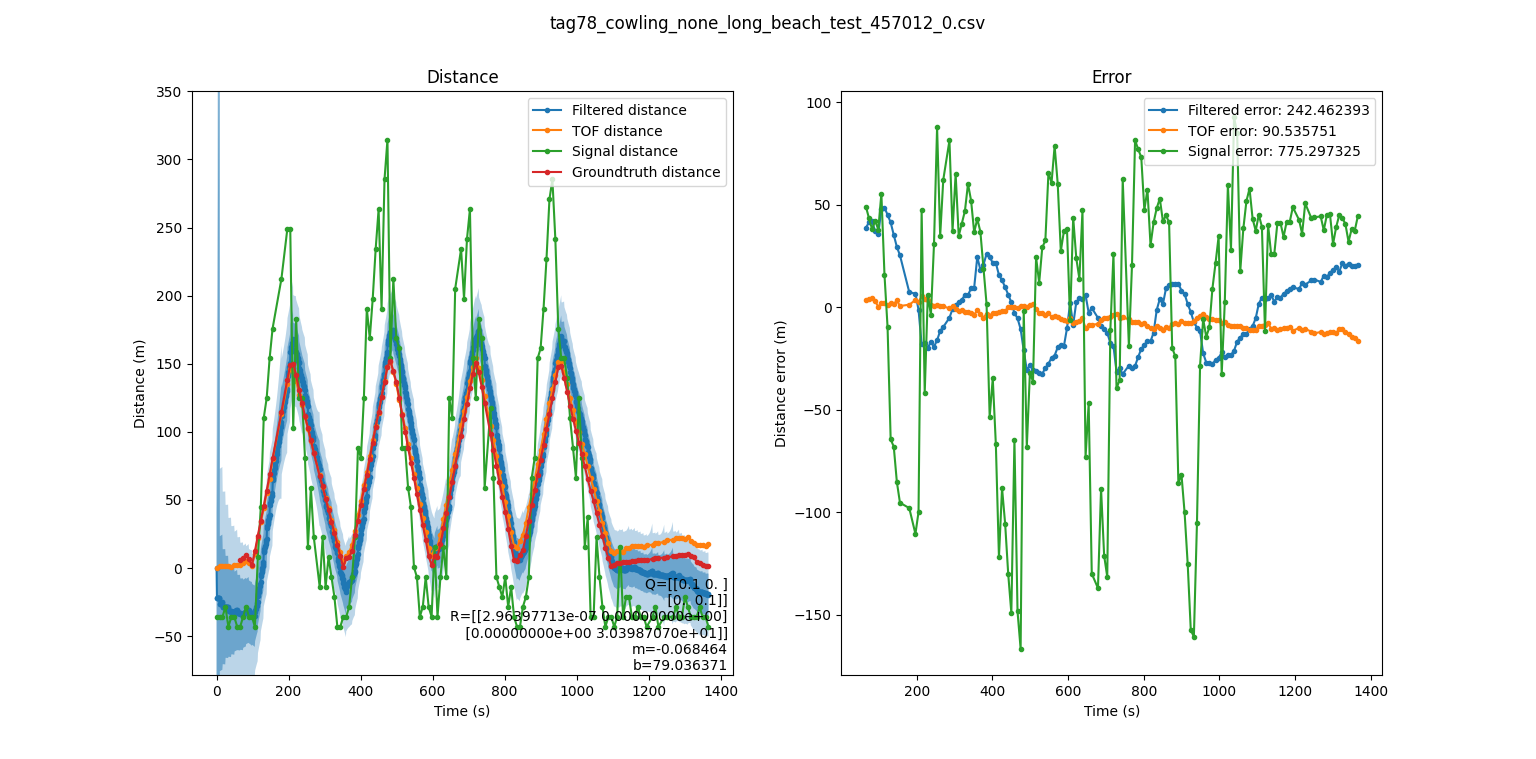 tag78_cowling_none_long_beach_test_457012_0.csv
Distance
350
300
250
200
150
100
50
0
−50
Distance (m)
0 200 400 600 800 1000 1200 1400
Time (s)
Filtered distance
TOF distance
Signal distance
Groundtruth distance
Q=[[0.1 0. ]
[0. 0.1]]
R=[[2.96397713e-07 0.00000000e+00]
[0.00000000e+00 3.03987070e+01]]
m=-0.068464
b=79.036371
Error
100
50
0
−50
−100
−150
Distance error (m)
200 400 600 800 1000 1200 1400
Time (s)
Filtered error: 242.462393
TOF error: 90.535751
Signal error: 775.297325